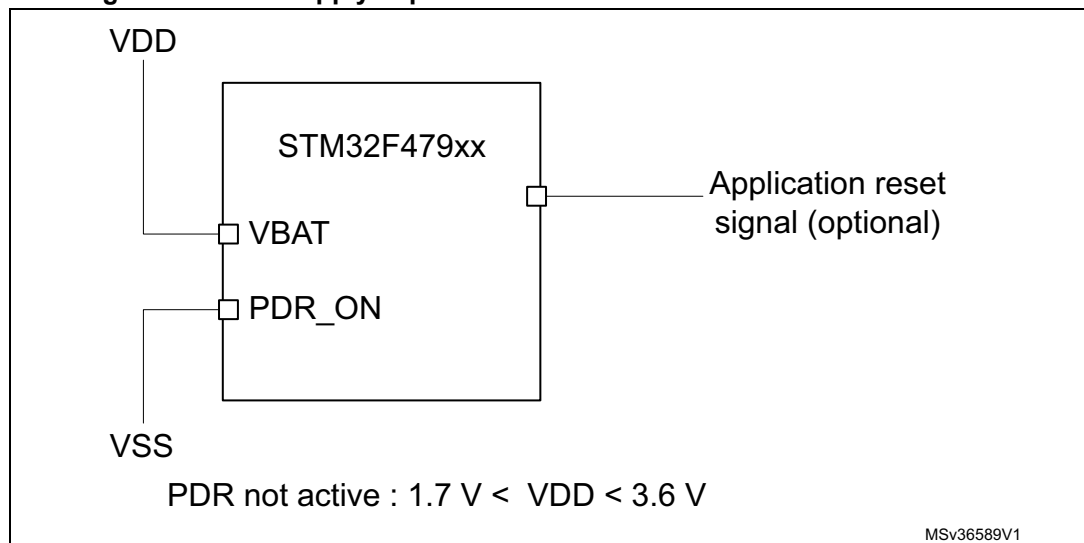 VDD
STM32F479xx
Application reset
signal (optional)
VBAT
PDR_ON
VSS
PDR not active : 1.7 V < VDD < 3.6 V
MSv36589V1